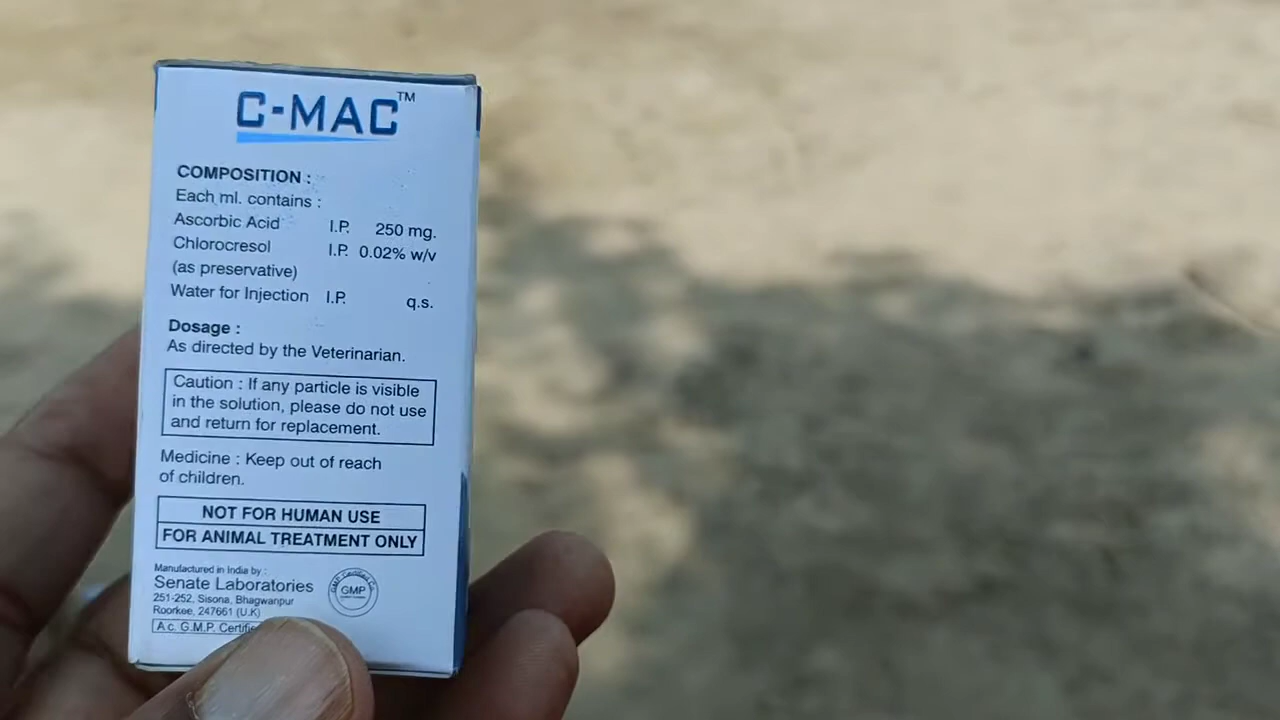 C-MAC™
COMPOSITION :
Each ml. contains :
Ascorbic Acid I.P. 250 mg.
Chlorocresol I.P. 0.02% w/v
(as preservative)
Water for Injection I.P. q.s.
Dosage :
As directed by the Veterinarian.
Caution : If any particle is visible
in the solution, please do not use
and return for replacement.
Medicine : Keep out of reach
of children.
NOT FOR HUMAN USE
FOR ANIMAL TREATMENT ONLY
Manufactured in India by :
Senate Laboratories
251-252, Sisona, Bhagwanpur
Roorkee, 247661 (U.K)
A c. G.M.P.
GMP